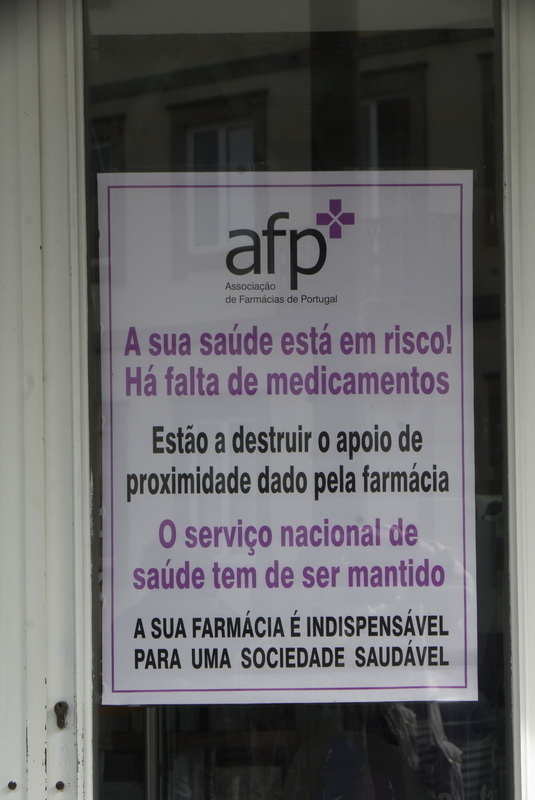 afp
Associação
de Farmácias de Portugal
A sua saúde está em risco!
Há falta de medicamentos
Estão a destruir o apoio de
proximidade dado pela farmácia
O serviço nacional de
saúde tem de ser mantido
A SUA FARMÁCIA É INDISPENSÁVEL
PARA UMA SOCIEDADE SAUDÁVEL